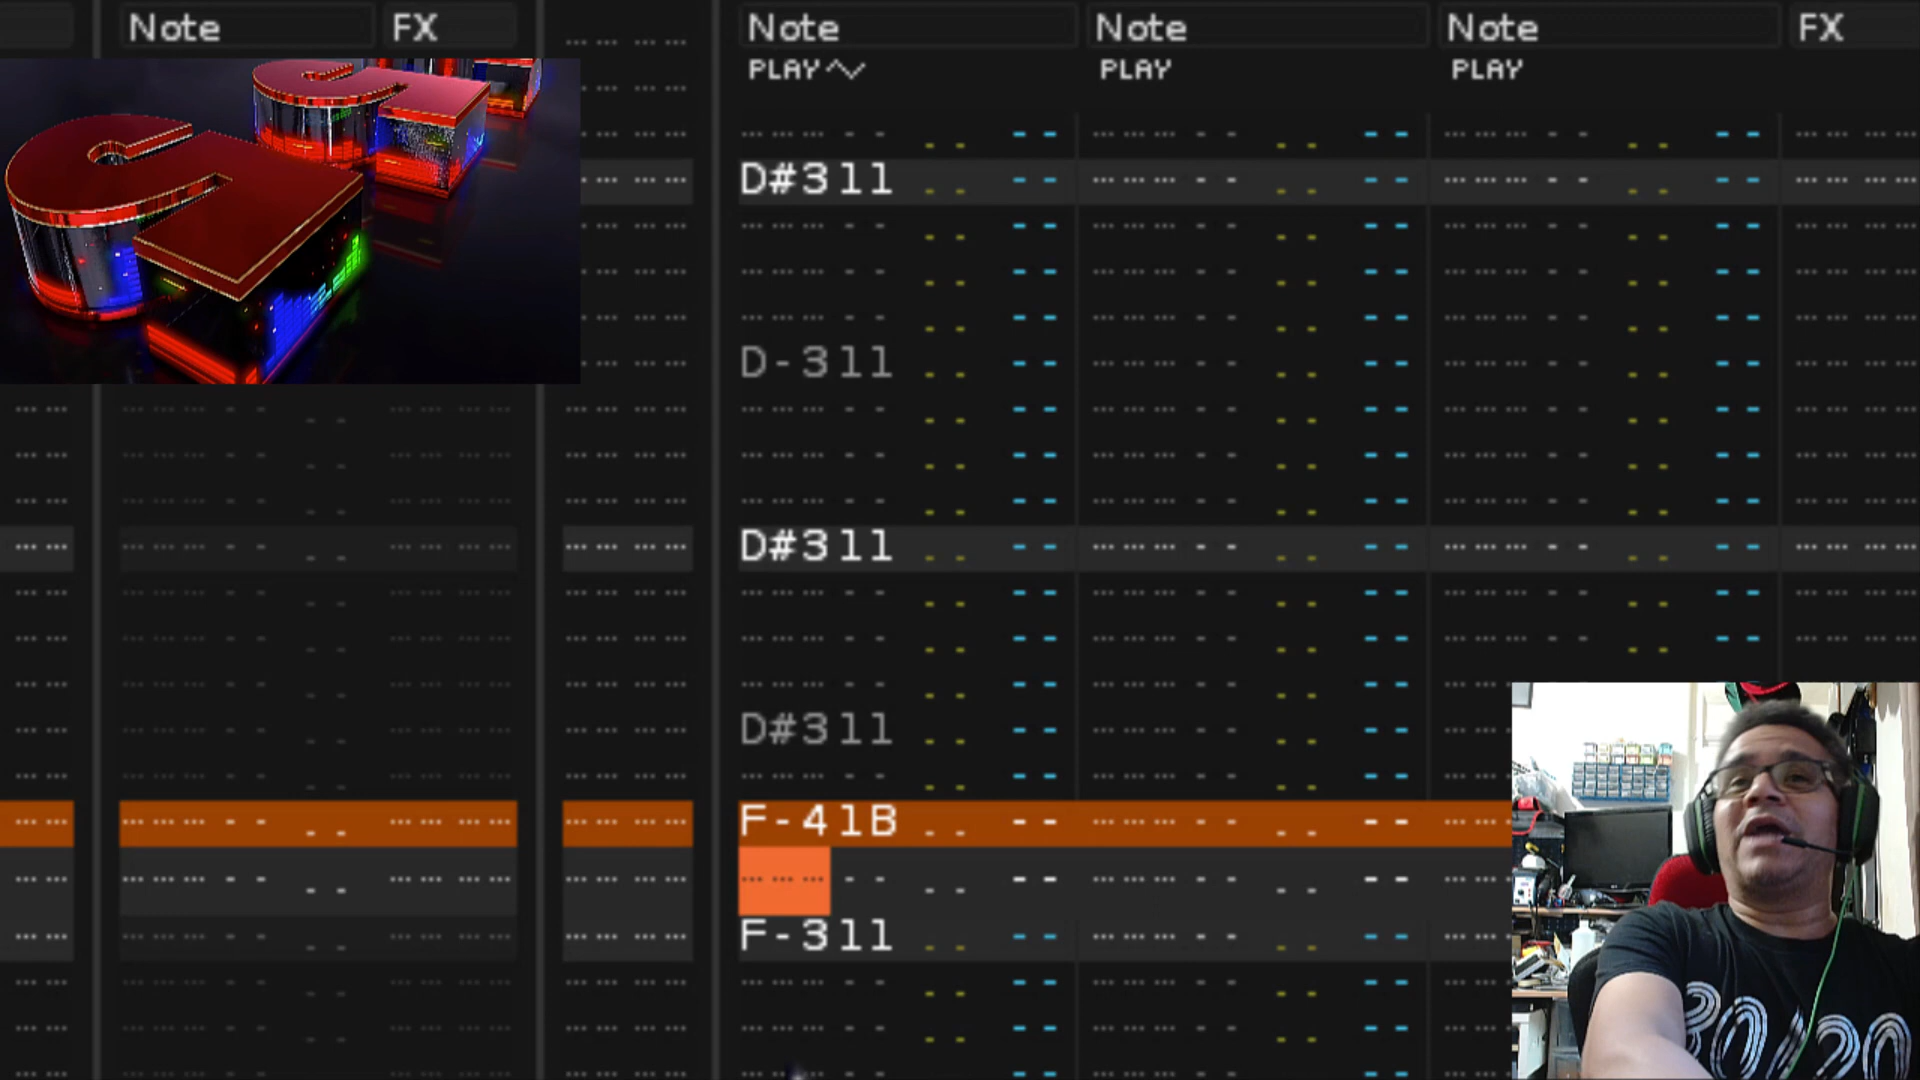 Note FX Note Note Note FX
PLAY PLAY PLAY
D#311
D-311
D#311
D#311
F-41B
F-311